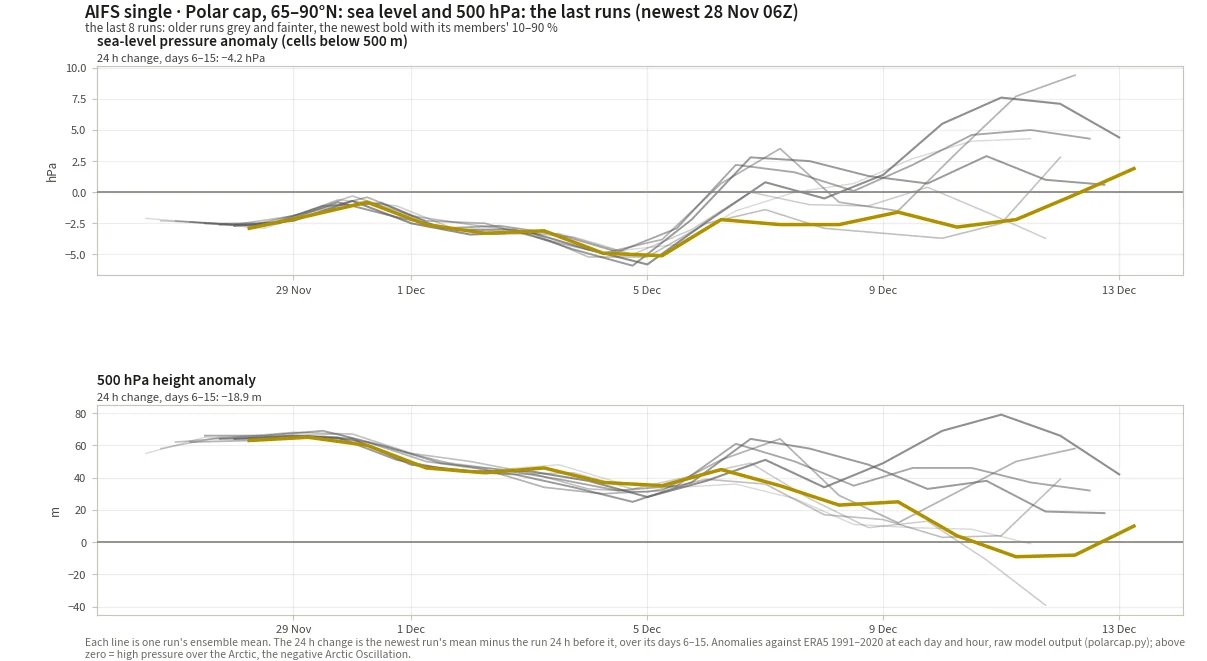 AIFS single · Polar cap, 65–90°N: sea level and 500 hPa: the last runs (newest 28 Nov 06Z)
the last 8 runs: older runs grey and fainter, the newest bold with its members' 10–90 %
sea-level pressure anomaly (cells below 500 m)
24 h change, days 6–15: −4.2 hPa
10.0
7.5
5.0
2.5
0.0
−2.5
−5.0
hPa
29 Nov
1 Dec
5 Dec
9 Dec
13 Dec
500 hPa height anomaly
24 h change, days 6–15: −18.9 m
80
60
40
20
0
−20
−40
m
29 Nov
1 Dec
5 Dec
9 Dec
13 Dec
Each line is one run's ensemble mean. The 24 h change is the newest run's mean minus the run 24 h before it, over its days 6–15. Anomalies against ERA5 1991–2020 at each day and hour, raw model output (polarcap.py); above
zero = high pressure over the Arctic, the negative Arctic Oscillation.